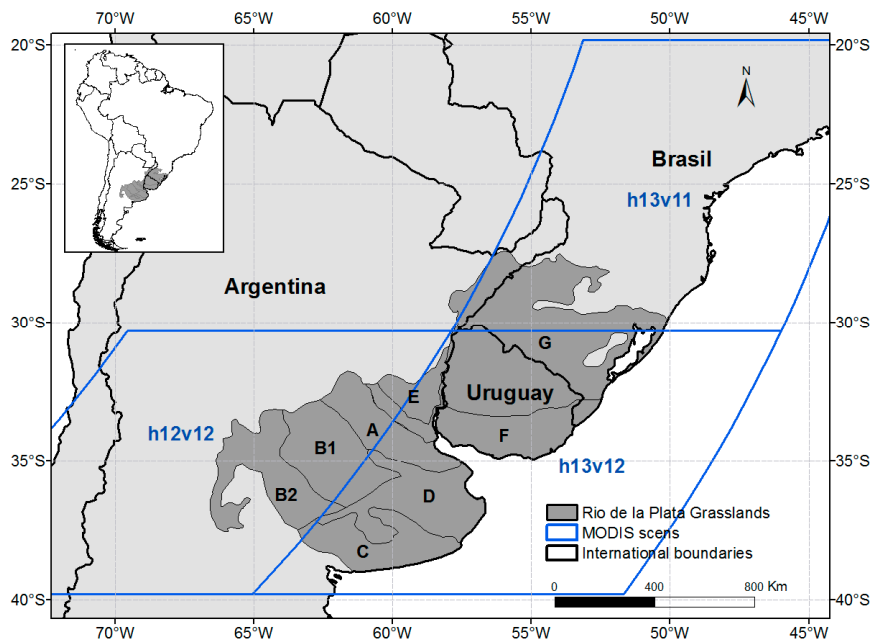 70°W 65°W 60°W 55°W 50°W 45°W
20°S 20°S
N
Brasil
25°S 25°S
h13v11
Argentina
30°S 30°S
G
E Uruguay
A
h12v12 B1 F
35°S h13v12 35°S
B2 D
Rio de la Plata Grasslands
MODIS scens
C International boundaries
0 400 800 Km
40°S 40°S
70°W 65°W 60°W 55°W 50°W 45°W